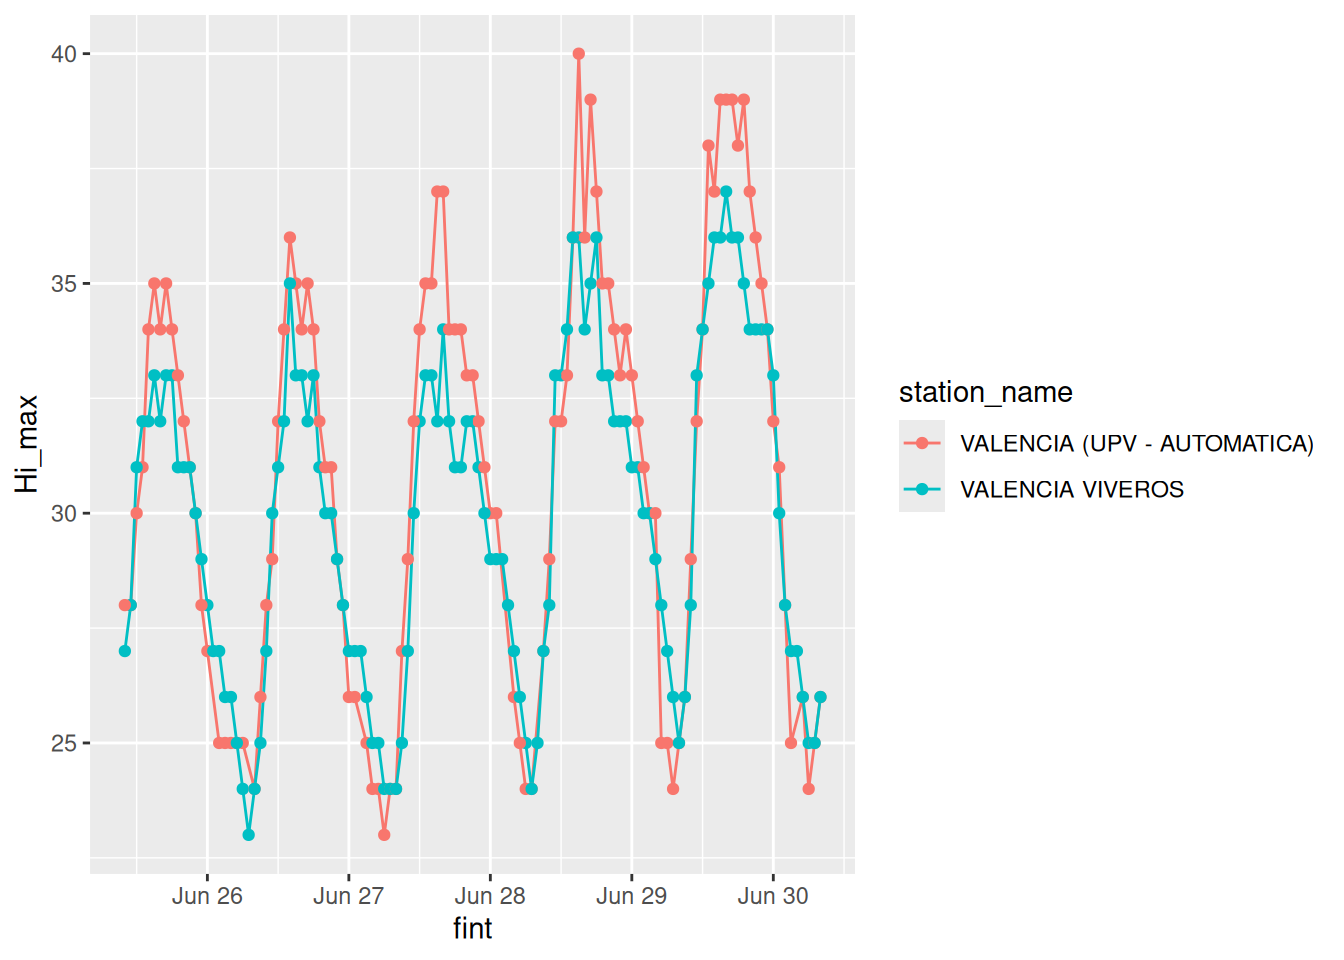 40
35
30
25
Hi_max
Jun 26
Jun 27
Jun 28
Jun 29
Jun 30
fint
station_name
VALENCIA (UPV - AUTOMATICA)
VALENCIA VIVEROS